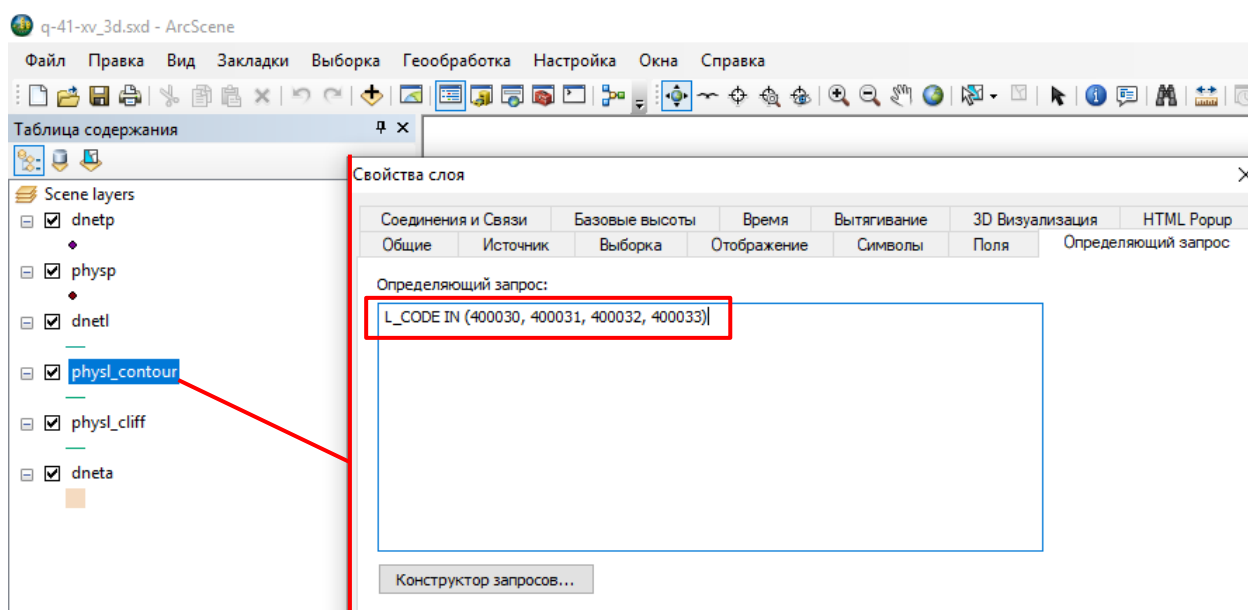 q-41-xv_3d.sxd - ArcScene
Файл Правка Вид Закладки Выборка Геообработка Настройка Окна Справка
Таблица содержания
Scene layers
dnetp
physp
dnetl
physl_contour
physl_cliff
dneta
Свойства слоя
Соединения и Связи Базовые высоты Время Вытягивание 3D Визуализация HTML Popup
Общие Источник Выборка Отображение Символы Поля Определяющий запрос
Определяющий запрос:
L_CODE IN (400030, 400031, 400032, 400033)
Конструктор запросов...